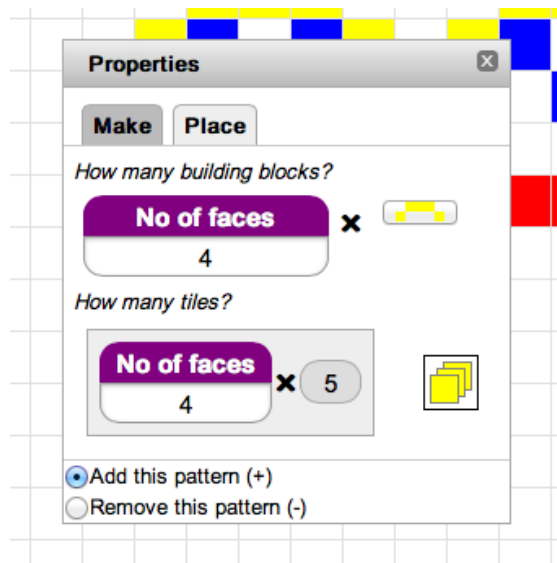 Properties
Make Place
How many building blocks?
No of faces
4
How many tiles?
No of faces
4
5
Add this pattern (+)
Remove this pattern (-)